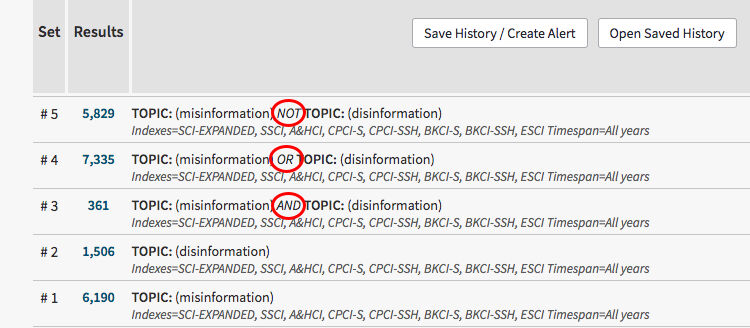 Set Results Save History / Create Alert Open Saved History
# 5 5,829 TOPIC: (misinformation) NOT TOPIC: (disinformation)
Indexes=SCI-EXPANDED, SSCI, A&HCI, CPCI-S, CPCI-SSH, BKCI-S, BKCI-SSH, ESCI Timespan=All years
# 4 7,335 TOPIC: (misinformation) OR TOPIC: (disinformation)
Indexes=SCI-EXPANDED, SSCI, A&HCI, CPCI-S, CPCI-SSH, BKCI-S, BKCI-SSH, ESCI Timespan=All years
# 3 361 TOPIC: (misinformation) AND TOPIC: (disinformation)
Indexes=SCI-EXPANDED, SSCI, A&HCI, CPCI-S, CPCI-SSH, BKCI-S, BKCI-SSH, ESCI Timespan=All years
# 2 1,506 TOPIC: (disinformation)
Indexes=SCI-EXPANDED, SSCI, A&HCI, CPCI-S, CPCI-SSH, BKCI-S, BKCI-SSH, ESCI Timespan=All years
# 1 6,190 TOPIC: (misinformation)
Indexes=SCI-EXPANDED, SSCI, A&HCI, CPCI-S, CPCI-SSH, BKCI-S, BKCI-SSH, ESCI Timespan=All years